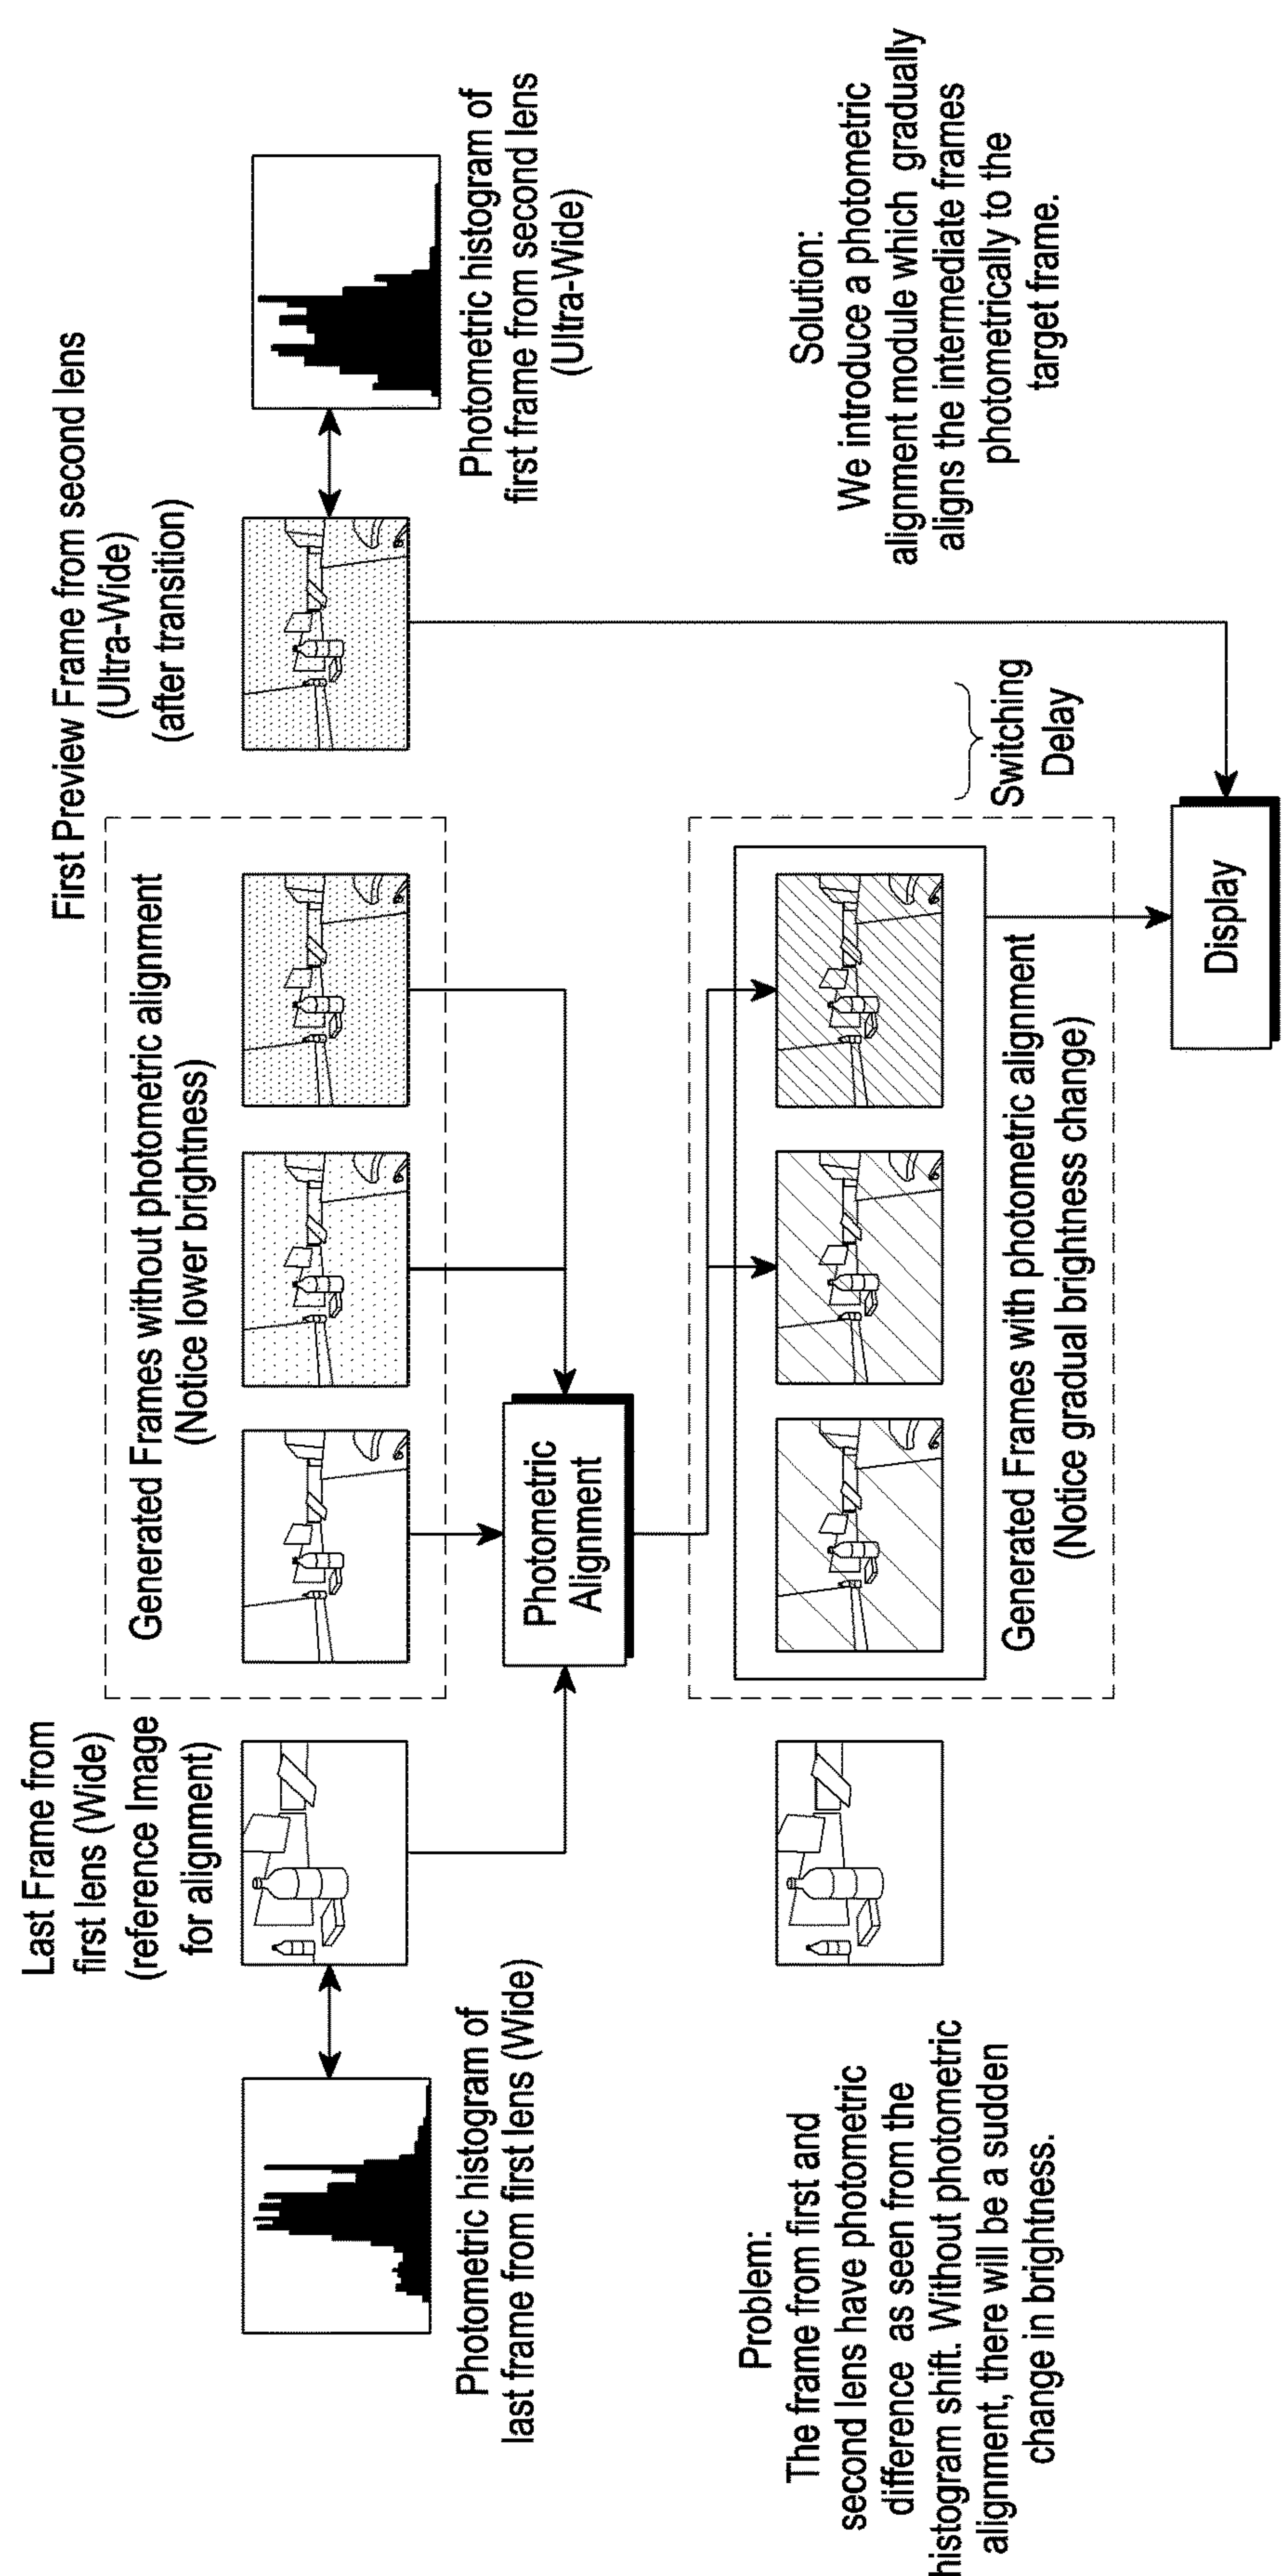 Last Frame from
first lens (Wide)
(reference Image
for alignment)
Generated Frames without photometric alignment
(Notice lower brightness)
First Preview Frame from second lens
(Ultra-Wide)
(after transition)
Photometric histogram of
last frame from first lens (Wide)
Photometric
Alignment
Photometric histogram of
first frame from second lens
(Ultra-Wide)
Problem:
The frame from first and
second lens have photometric
difference as seen from the
histogram shift. Without photometric
alignment, there will be a sudden
change in brightness.
Generated Frames with photometric alignment
(Notice gradual brightness change)
Switching
Delay
Solution:
We introduce a photometric
alignment module which gradually
aligns the intermediate frames
photometrically to the
target frame.
Display